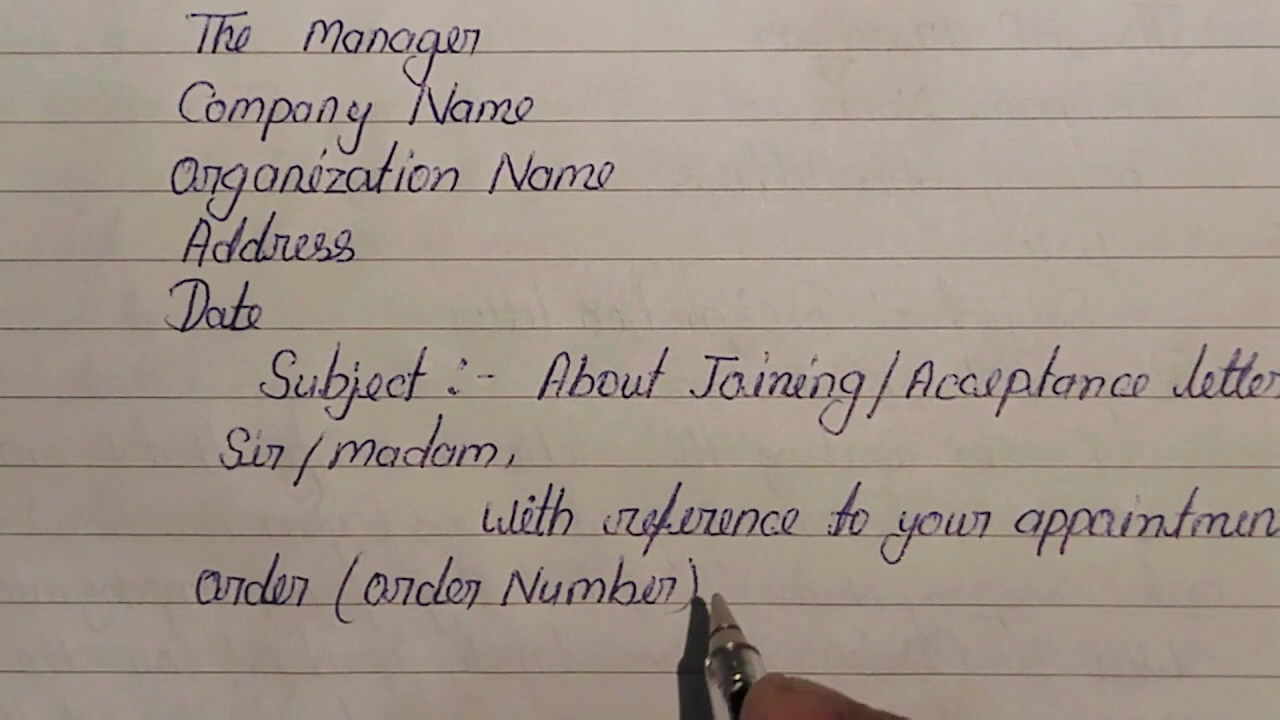 The Manager
Company Name
Organization Name
Address
Date
Subject :- About Joining/Acceptance letter
Sir/Madam,
with reference to your appointmen
order (order Number)